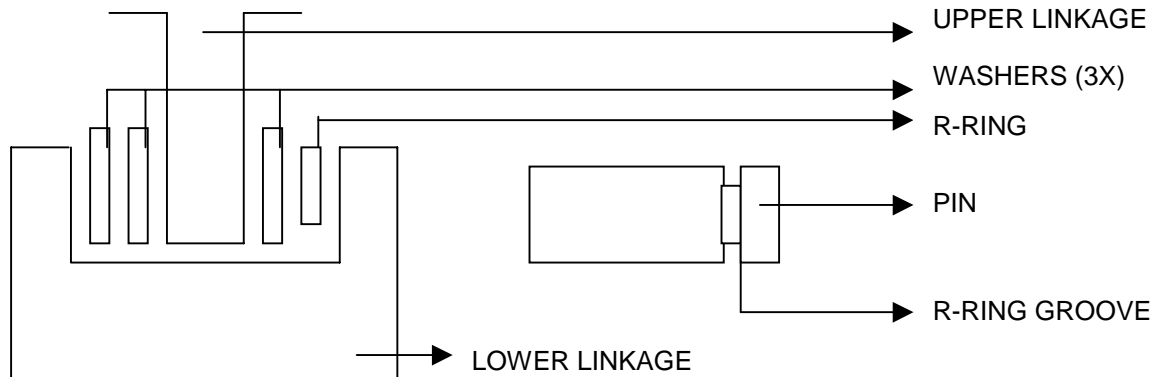 UPPER LINKAGE
WASHERS (3X)
R-RING
PIN
R-RING GROOVE
LOWER LINKAGE